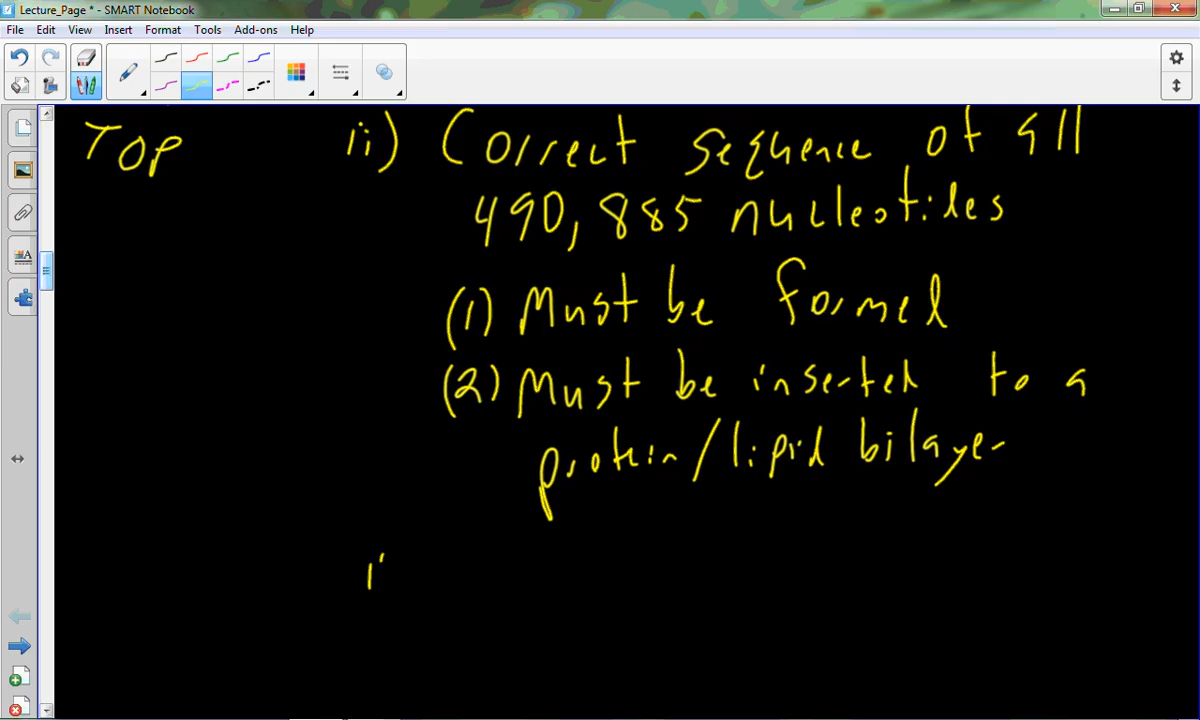 Lecture_Page * - SMART Notebook
File Edit View Insert Format Tools Add-ons Help
TOP ii) Correct sequence of all
490,885 nucleotides
(1) Must be formed
(2) Must be inserted to a
protein/lipid bilayer